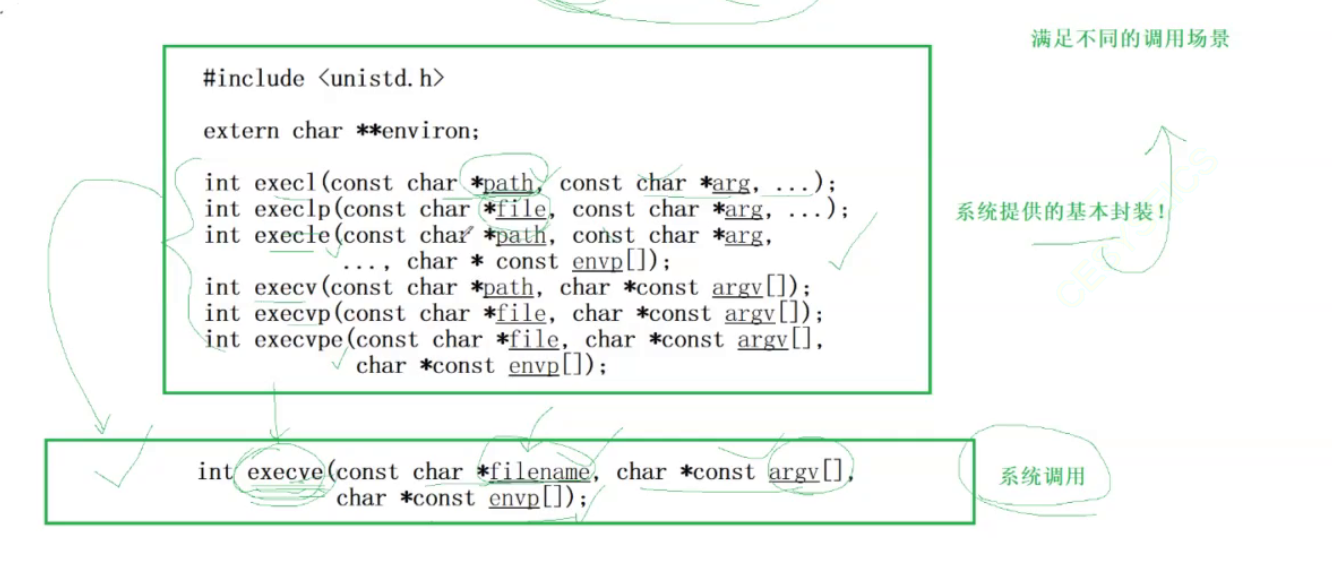 满足不同的调用场景
#include <unistd.h>
extern char **environ;
int execl(const char *path, const char *arg, ...);
int execlp(const char *file, const char *arg, ...);
系统提供的基本封装!
int execle(const char *path, const char *arg,
..., char * const envp[]);
int execv(const char *path, char *const argv[]);
int execvp(const char *file, char *const argv[]);
int execvpe(const char *file, char *const argv[],
char *const envp[]);
int execve(const char *filename, char *const argv[],
系统调用
char *const envp[]);